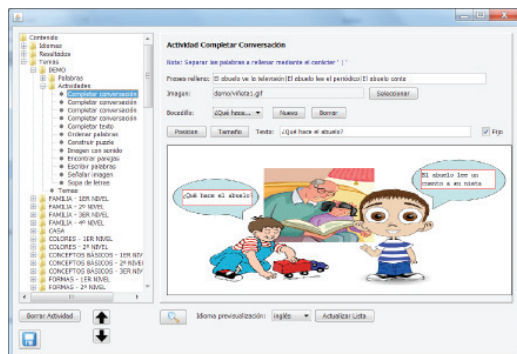 Contenido
Idiomas
Resultados
Temas
DEMO
Palabras
Actividades
Completar conversación
Completar conversación
Completar conversación
Completar conversación
Completar texto
Ordenar palabras
Construir puzzle
Imagen con sonido
Encontrar parejas
Escribir palabras
Señalar imagen
Sopa de letras
Temas
FAMILIA - 1ER NIVEL
FAMILIA - 2º NIVEL
FAMILIA - 3ER NIVEL
FAMILIA - 4º NIVEL
CASA
COLORES - 1ER NIVEL
COLORES - 2º NIVEL
CONCEPTOS BÁSICOS - 1ER NIV
CONCEPTOS BÁSICOS - 2º NIVEL
CONCEPTOS BÁSICOS - 3ER NIV
FORMAS - 1ER NIVEL
FORMAS - 2º NIVEL
Borrar Actividad
Actividad Completar Conversación
Nota: Separar las palabras a rellenar mediante el carácter "|"
Frases relleno: El abuelo ve la televisión|El abuelo lee el periódico|El abuelo conta
Imagen: demo/viñeta1.gif Seleccionar
Bocadillo: ¿Qué hace... Nuevo Borrar
Posicion Tamaño Texto: ¿Qué hace el abuelo? Fijo
¿Qué hace el abuelo?
El abuelo lee un
cuento a su nieta
Idioma previsualización: inglés Actualizar Lista